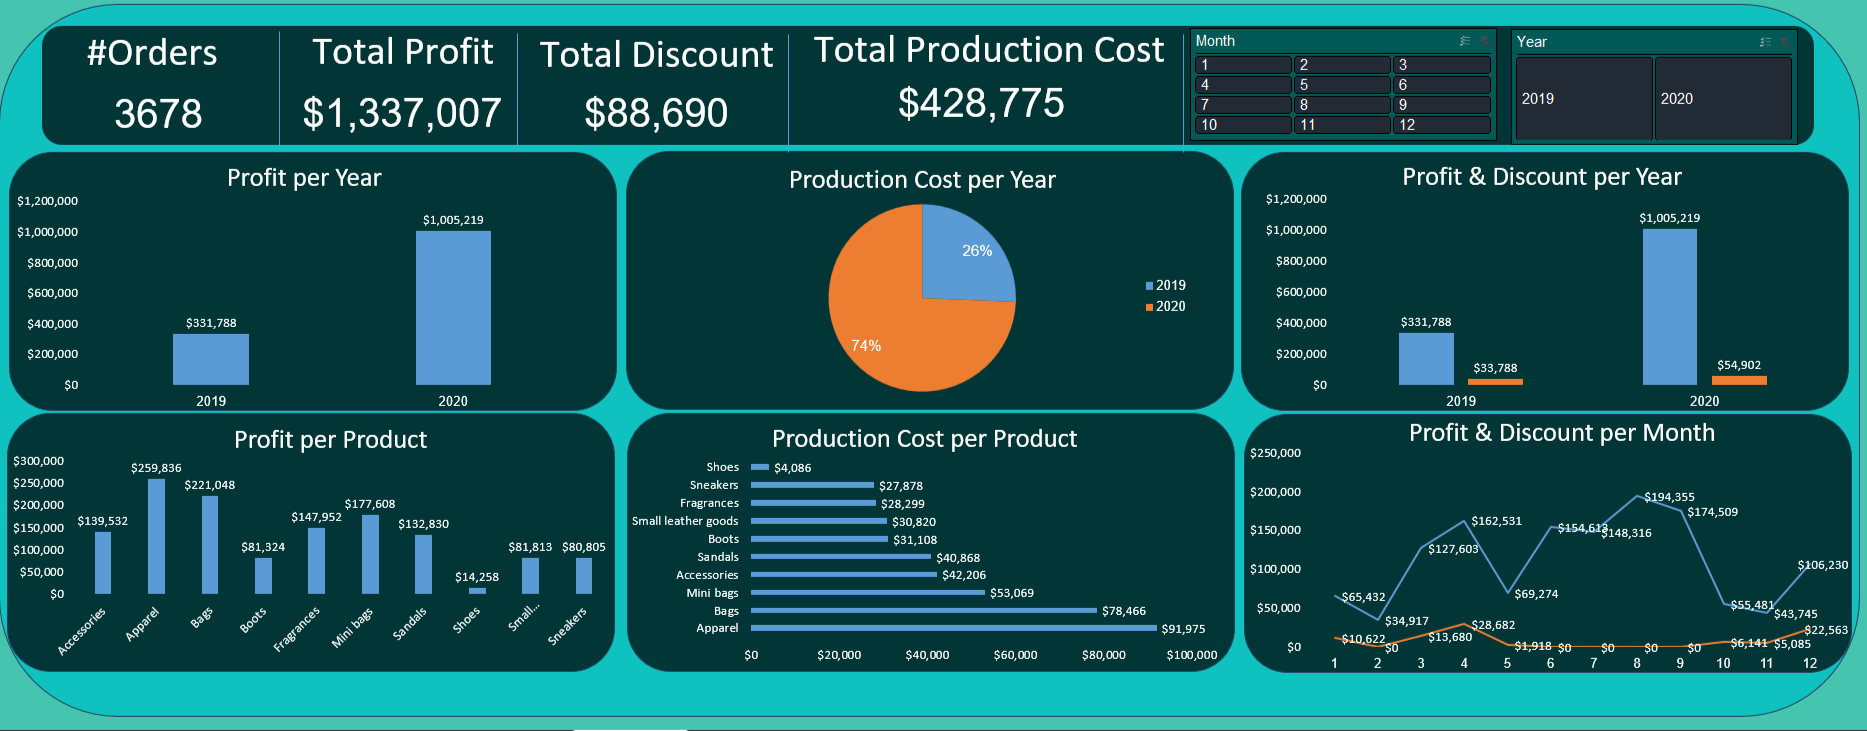 #Orders
3678
Total Profit
$1,337,007
Total Discount
$88,690
Total Production Cost
$428,775
Month
1 2 3
4 5 6
7 8 9
10 11 12
Year
2019 2020
Profit per Year
$1,200,000
$1,000,000
$800,000
$600,000
$400,000
$200,000
$0
$331,788
$1,005,219
2019 2020
Production Cost per Year
26%
74%
2019
2020
Profit & Discount per Year
$1,200,000
$1,000,000
$800,000
$600,000
$400,000
$200,000
$0
$331,788
$33,788
$1,005,219
$54,902
2019 2020
Profit per Product
$300,000
$250,000
$200,000
$150,000
$100,000
$50,000
$0
$139,532
$259,836
$221,048
$81,324
$147,952
$177,608
$132,830
$14,258
$81,813
$80,805
Accessories
Apparel
Bags
Boots
Fragrances
Mini bags
Sandals
Shoes
Small...
Sneakers
Production Cost per Product
Shoes $4,086
Sneakers $27,878
Fragrances $28,299
Small leather goods $30,820
Boots $31,108
Sandals $40,868
Accessories $42,206
Mini bags $53,069
Bags $78,466
Apparel $91,975
$0 $20,000 $40,000 $60,000 $80,000 $100,000
Profit & Discount per Month
$250,000
$200,000
$150,000
$100,000
$50,000
$0
$65,432
$34,917
$127,603
$162,531
$69,274
$154,613
$148,316
$194,355
$174,509
$55,481
$43,745
$106,230
$10,622
$0
$13,680
$28,682
$1,918
$0
$0
$0
$0
$6,141
$5,085
$22,563
1 2 3 4 5 6 7 8 9 10 11 12